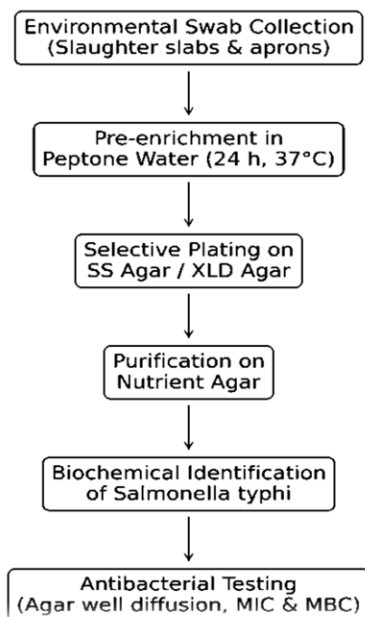 Environmental Swab Collection
(Slaughter slabs & aprons)
Pre-enrichment in
Peptone Water (24 h, 37°C)
Selective Plating on
SS Agar / XLD Agar
Purification on
Nutrient Agar
Biochemical Identification
of Salmonella typhi
Antibacterial Testing
(Agar well diffusion, MIC & MBC)